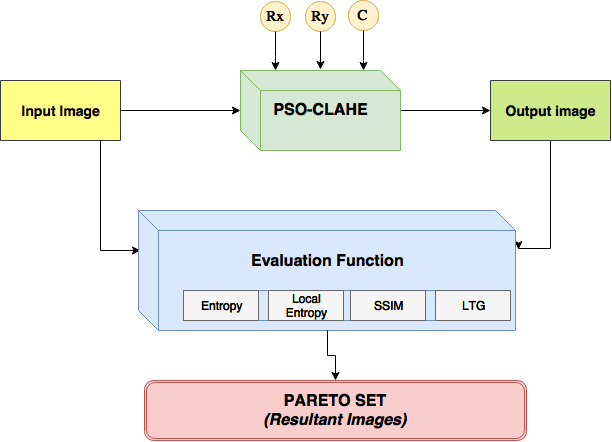 Rx Ry C
Input Image PSO-CLAHE Output image
Evaluation Function
Entropy Local Entropy SSIM LTG
PARETO SET
(Resultant Images)